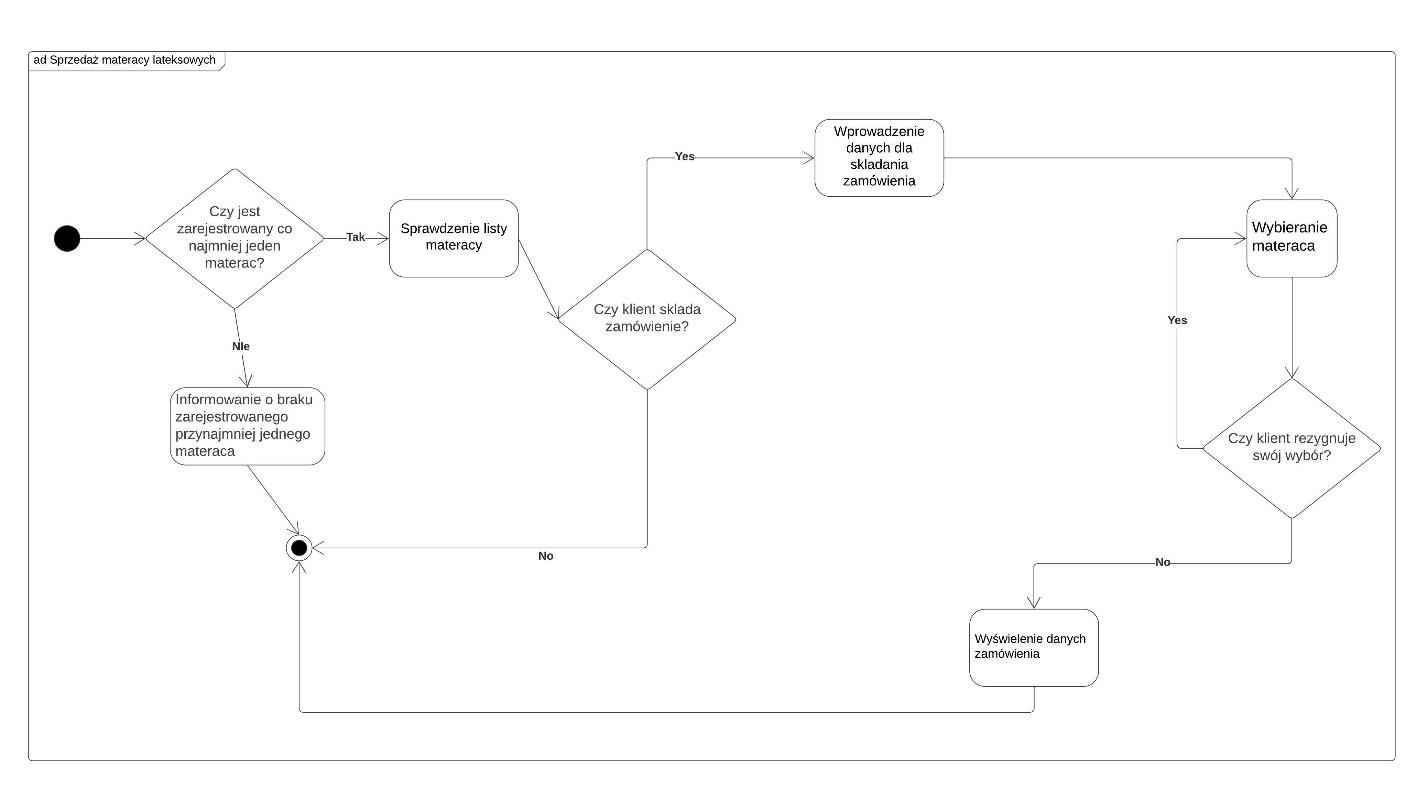 ad Sprzedaż materacy lateksowych
Czy jest
zarejestrowany co
najmniej jeden
materac?
Tak
Sprawdzenie listy
materacy
NIe
Informowanie o braku
zarejestrowanego
przynajmniej jednego
materaca
Czy klient sklada
zamówienie?
Yes
No
Wprowadzenie
danych dla
skladania
zamówienia
Wybieranie
materaca
Yes
Czy klient rezygnuje
swój wybór?
No
Wyświelenie danych
zamówienia